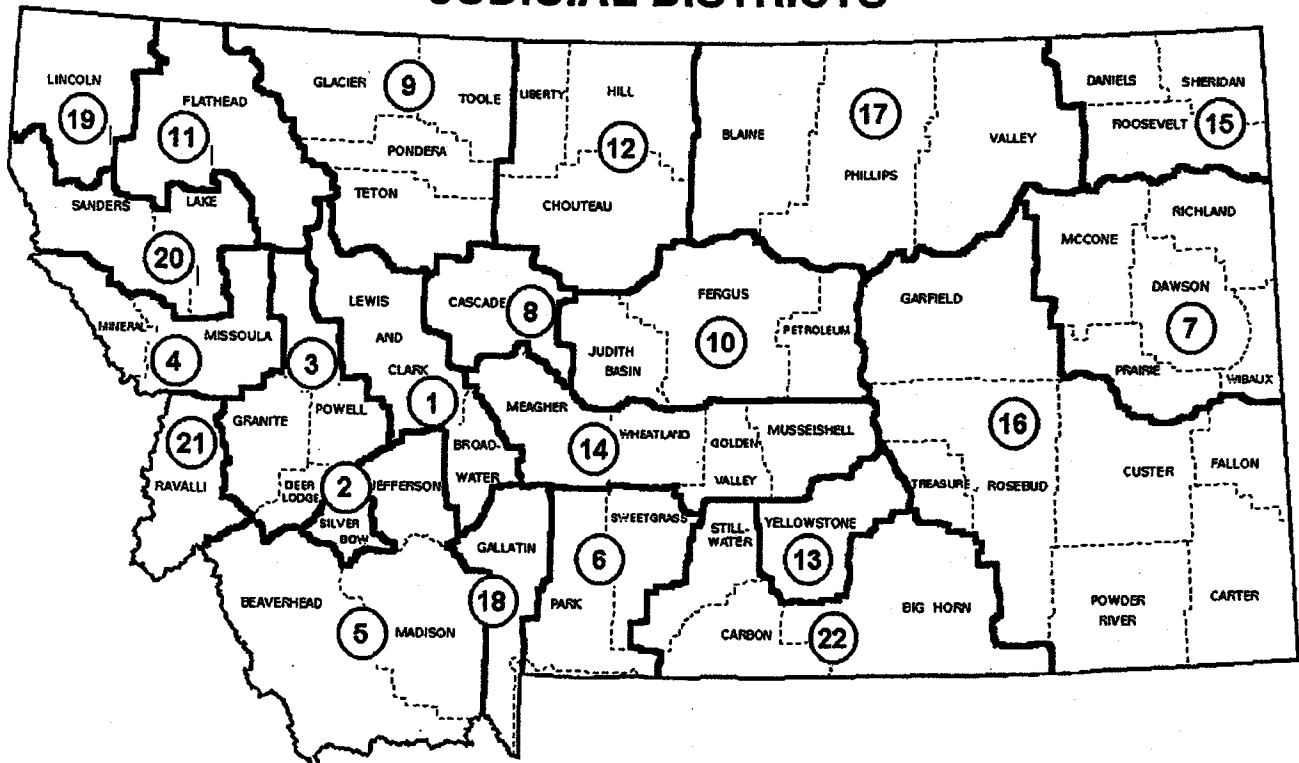 JUDICIAL DISTRICTS
LINCOLN
19
FLATHEAD
11
GLACIER
9
TOOLE
LIBERTY
HILL
12
BLAINE
17
PHILLIPS
VALLEY
DANIELS
SHERIDAN
ROOSEVELT
15
PONDERA
TETON
CHOUTEAU
SANDERS
LAKE
20
RICHLAND
MCCONE
DAWSON
7
PRAIRIE
WIBAUX
LEWIS
AND
CLARK
1
CASCADE
8
FERGUS
10
PETROLEUM
JUDITH
BASIN
GARFIELD
MINERAL
MISSOULA
4
3
POWELL
GRANITE
MEAGHER
14
WHEATLAND
GOLDEN
VALLEY
MUSSELSHELL
16
ROSEBUD
TREASURE
CUSTER
FALLON
21
RAVALLI
DEER
LODGE
2
SILVER
BOW
JEFFERSON
BROAD-
WATER
GALLATIN
18
SWEETGRASS
6
PARK
STILL-
WATER
YELLOWSTONE
13
BIG HORN
CARBON
22
BEAVERHEAD
5
MADISON
POWDER
RIVER
CARTER